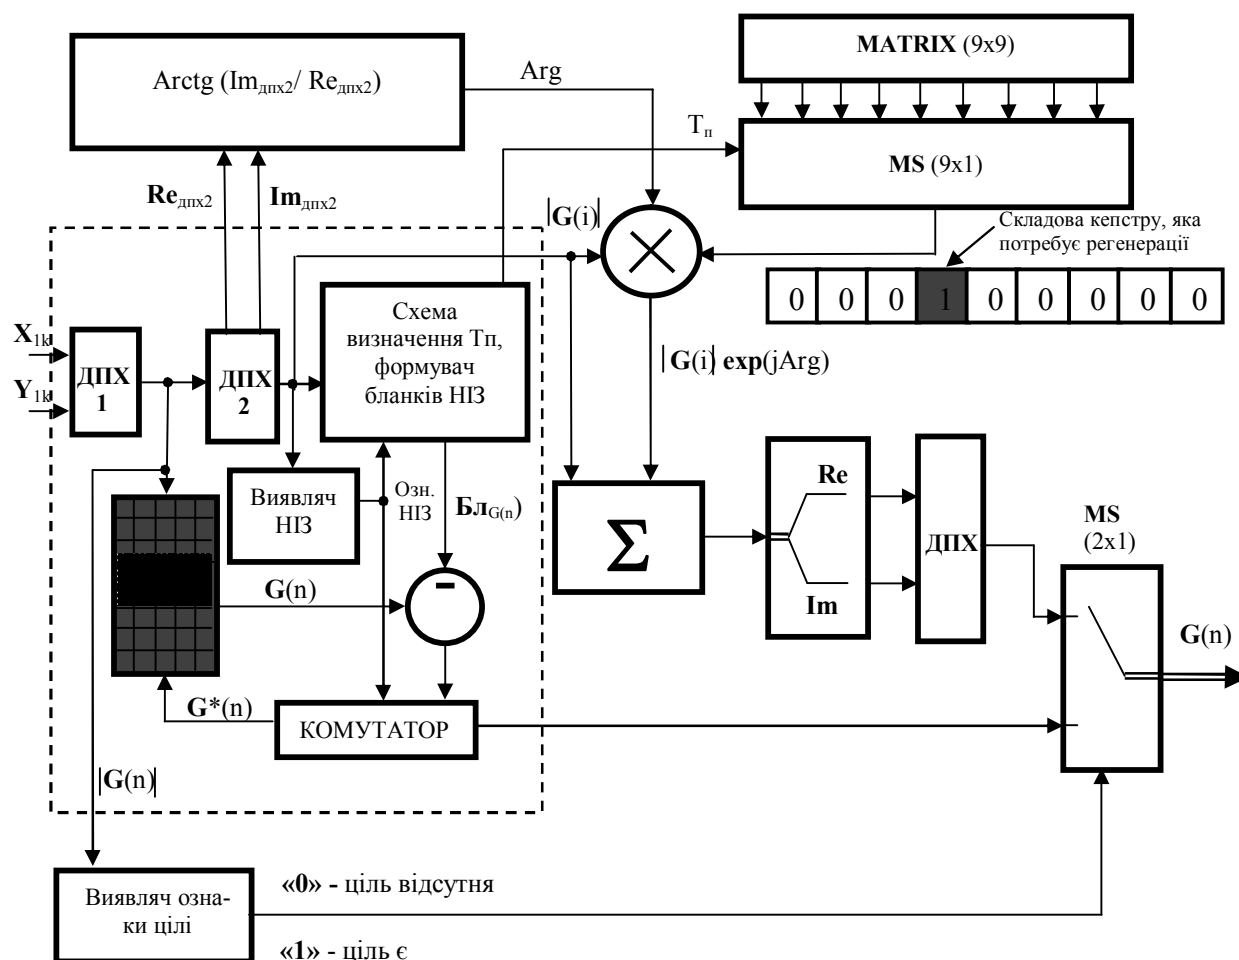 Arctg (Imдпх2/ Reдпх2)
Arg
MATRIX (9x9)
Tп
MS (9x1)
Reдпх2
Imдпх2
|G(i)|
Складова кепстру, яка
потребує регенерації
0 0 0 1 0 0 0 0 0
X1k
Y1k
ДПХ
1
ДПХ
2
Схема
визначення Тп,
формувач
бланків НІЗ
|G(i)| exp(jArg)
Виявляч
НІЗ
Озн.
НІЗ
БлG(n)
-
G(n)
Σ
Re
Im
ДПХ
MS
(2x1)
G(n)
G*(n)
КОМУТАТОР
|G(n)|
Виявляч озна-
ки цілі
«0» - ціль відсутня
«1» - ціль є